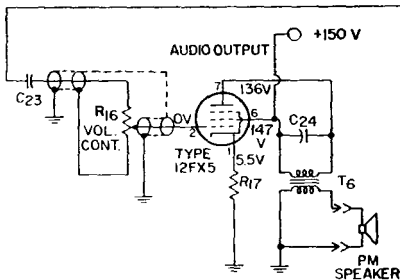 AUDIO OUTPUT
+150 V
7
136V
C23
R16
VOL.
CONT.
0V
2
6
147
V
C24
TYPE
12FX5
1
5.5V
R17
T6
PM
SPEAKER